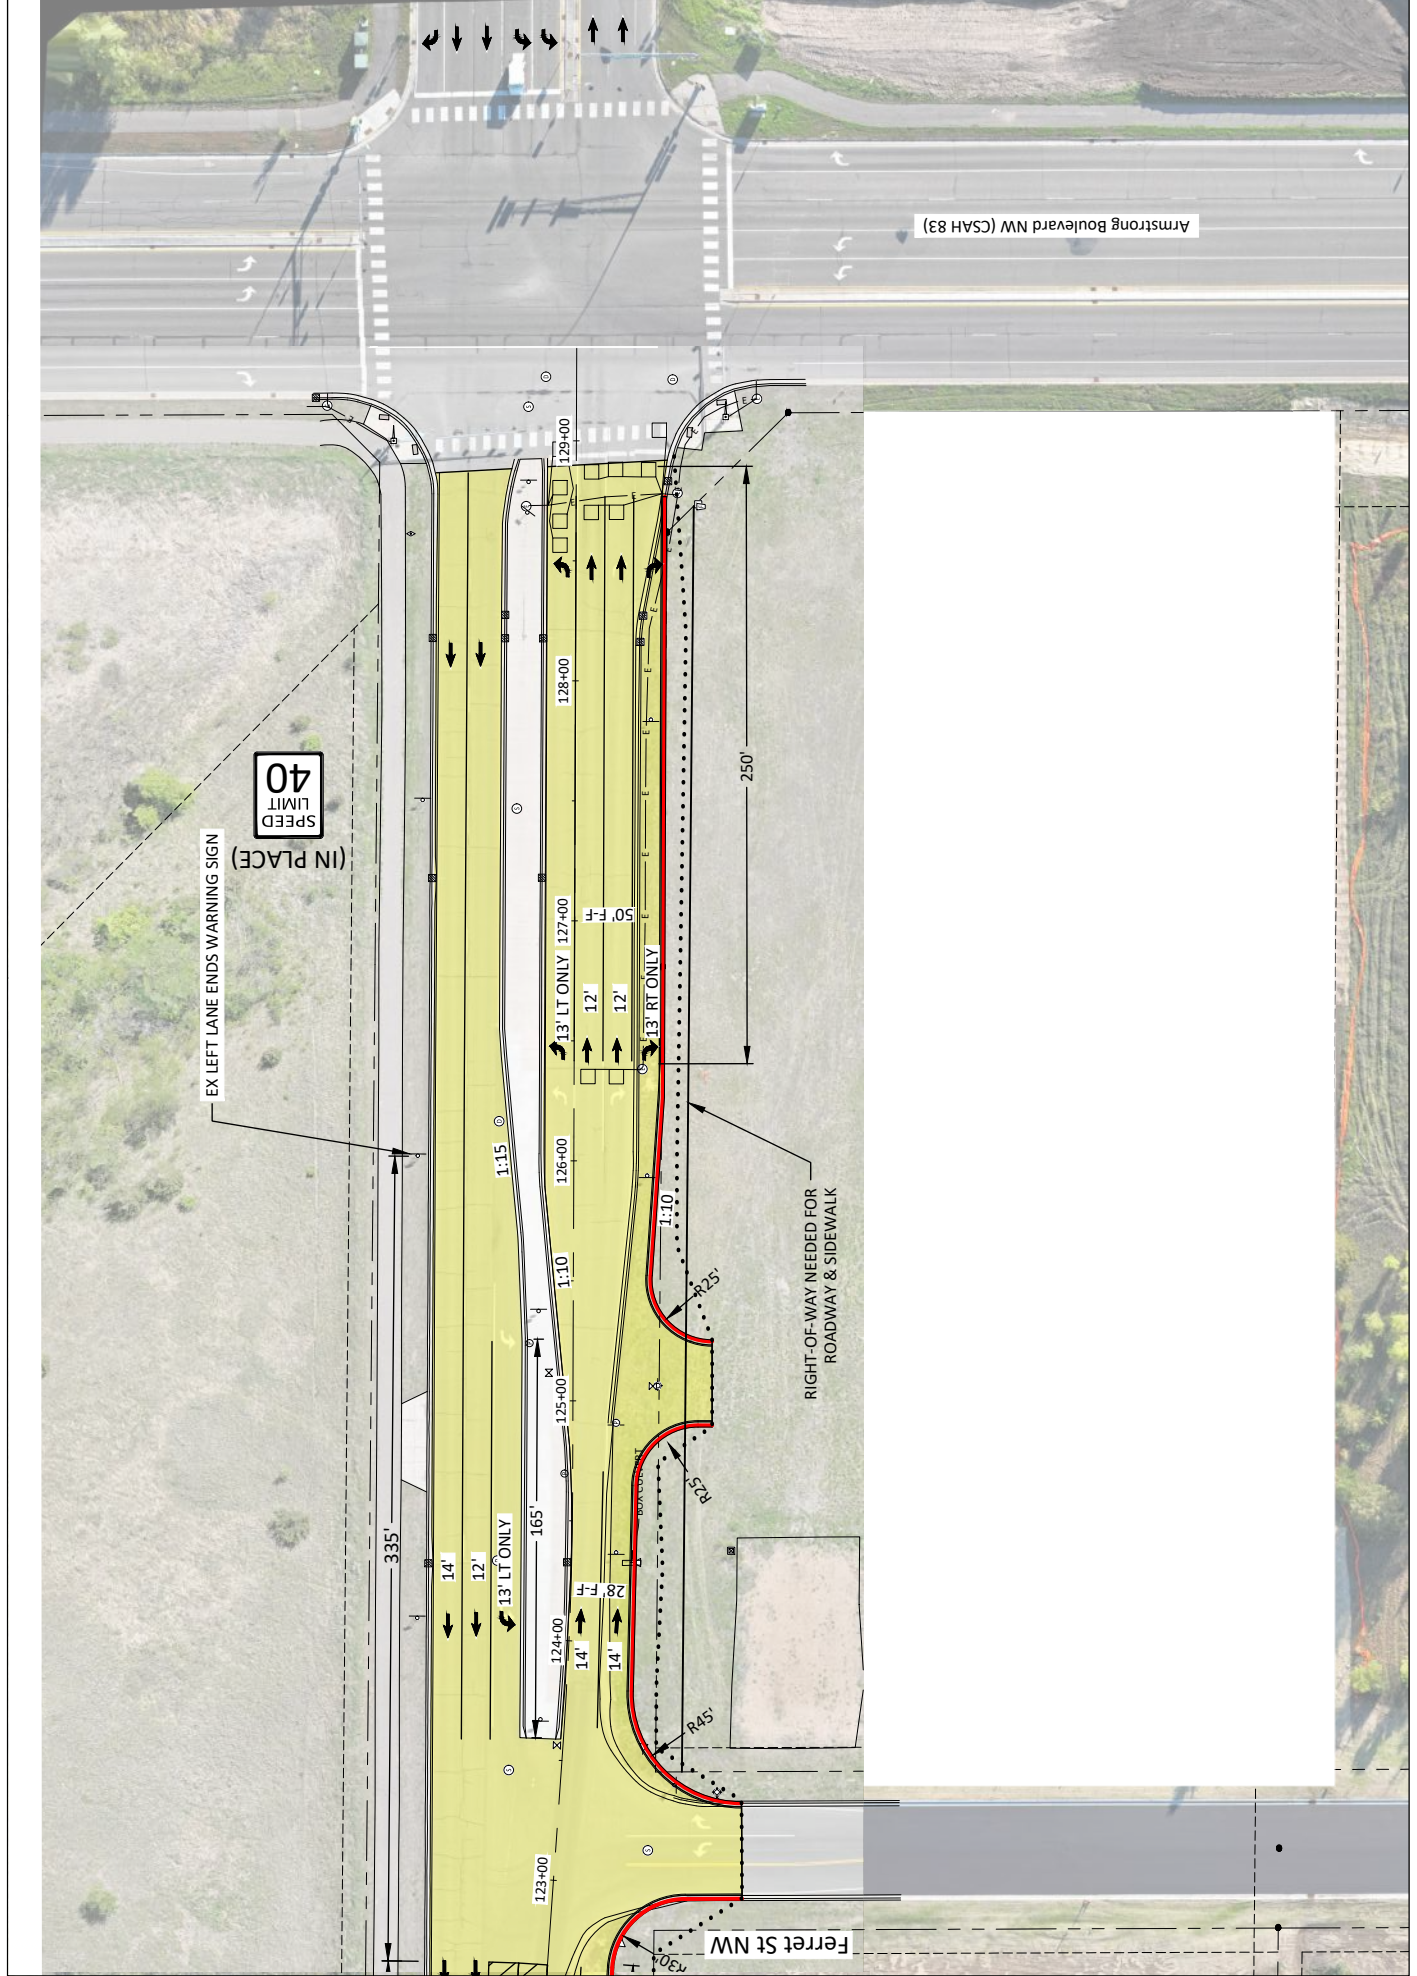 Armstrong Boulevard NW (CSAH 83)
129+00
128+00
250'
SPEED
LIMIT
40
(IN PLACE)
EX LEFT LANE ENDS WARNING SIGN
127+00
50' F-F
13' LT ONLY
12'
12'
13' RT ONLY
126+00
1:15
1:10
1:10
RIGHT-OF-WAY NEEDED FOR
ROADWAY & SIDEWALK
R25'
125+00
R25'
335'
165'
14'
12'
13' LT ONLY
28' F-F
124+00
14'
14'
R45'
123+00
Ferret St NW
R30'